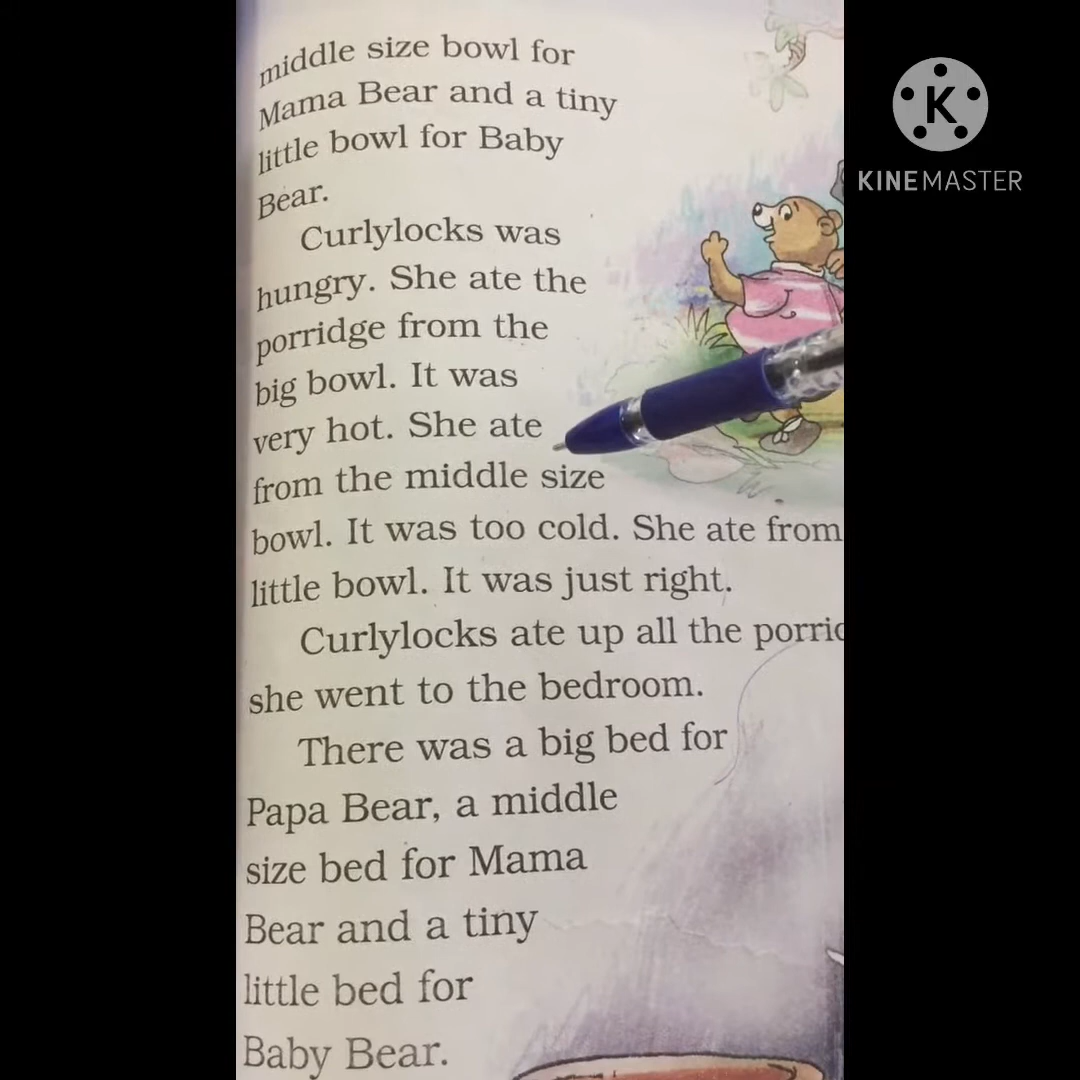 middle size bowl for
Mama Bear and a tiny
little bowl for Baby
Bear.
Curlylocks was
hungry. She ate the
porridge from the
big bowl. It was
very hot. She ate
from the middle size
bowl. It was too cold. She ate from
little bowl. It was just right.
Curlylocks ate up all the
she went to the bedroom.
There was a big bed for
Papa Bear, a middle
size bed for Mama
Bear and a tiny
little bed for
Baby Bear.
K
KINEMASTER